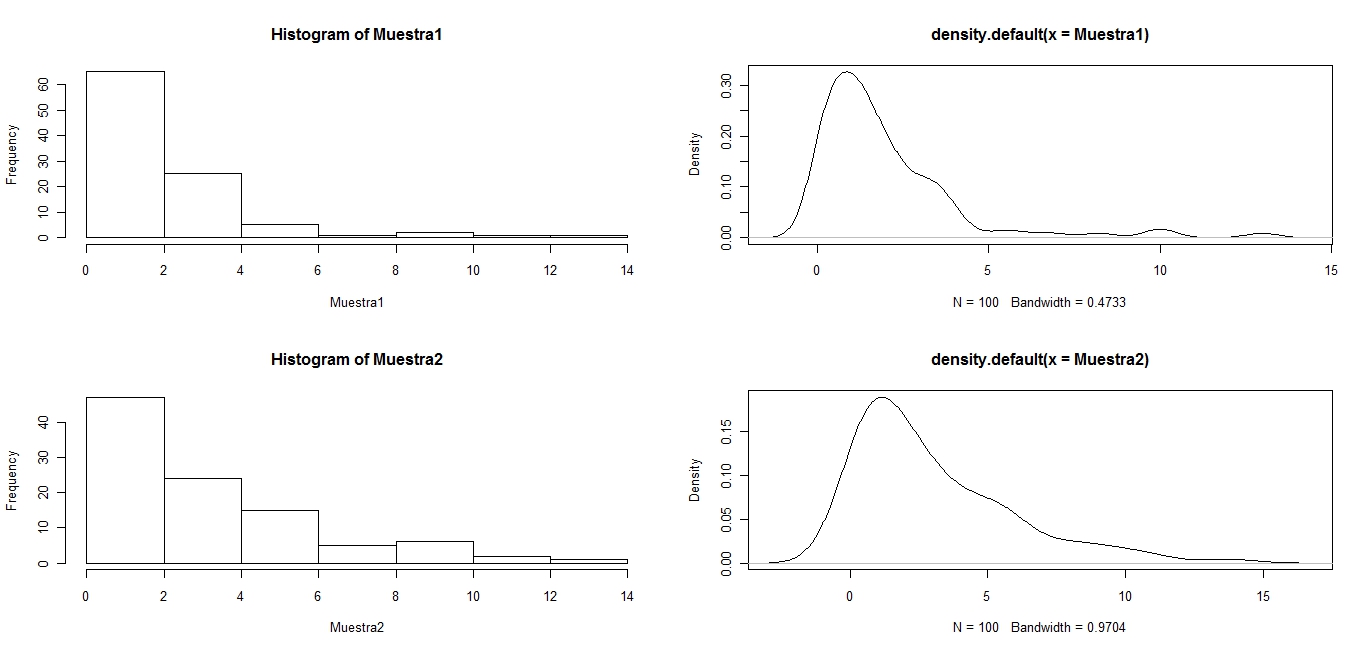 Histogram of Muestra1
Frequency
0 10 20 30 40 50 60
0 2 4 6 8 10 12 14
Muestra1
density.default(x = Muestra1)
Density
0.00 0.10 0.20 0.30
0 5 10 15
N = 100 Bandwidth = 0.4733
Histogram of Muestra2
Frequency
0 10 20 30 40
0 2 4 6 8 10 12 14
Muestra2
density.default(x = Muestra2)
Density
0.00 0.05 0.10 0.15
0 5 10 15
N = 100 Bandwidth = 0.9704